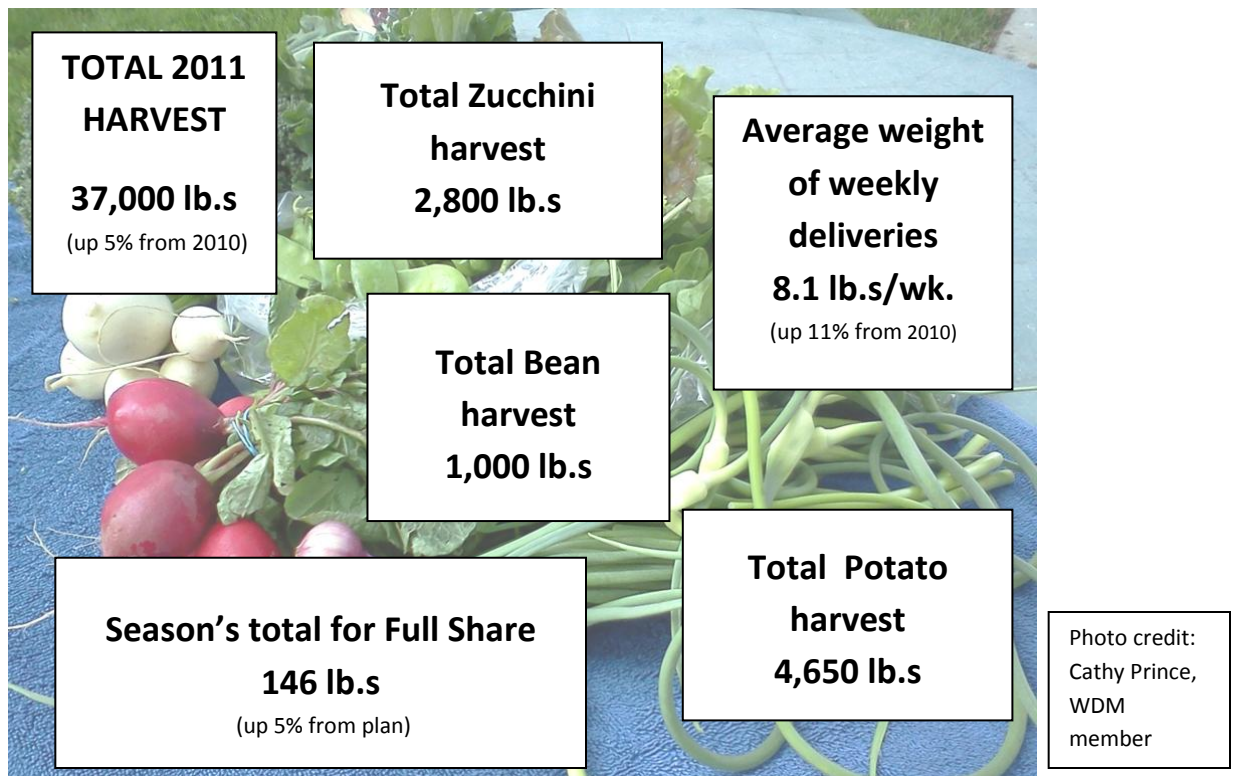 TOTAL 2011
HARVEST
37,000 lb.s
(up 5% from 2010)
Total Zucchini
harvest
2,800 lb.s
Average weight
of weekly
deliveries
8.1 lb.s/wk.
(up 11% from 2010)
Total Bean
harvest
1,000 lb.s
Season’s total for Full Share
146 lb.s
(up 5% from plan)
Total  Potato
harvest
4,650 lb.s
Photo credit:
Cathy Prince,
WDM
member